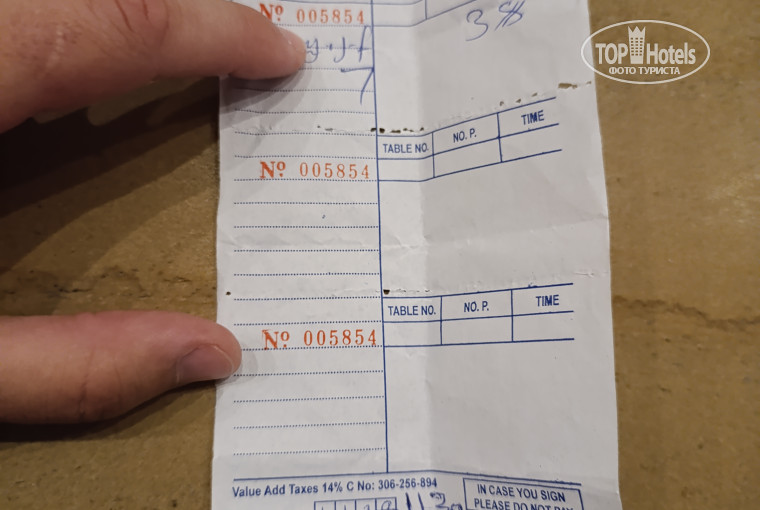 Nº 005854
3 $
TOP Hotels
ФОТО ТУРИСТА
7
TABLE NO. NO. P. TIME
Nº 005854
TABLE NO. NO. P. TIME
Nº 005854
Value Add Taxes 14% C No: 306-256-894
IN CASE YOU SIGN
PLEASE DO NOT PAY